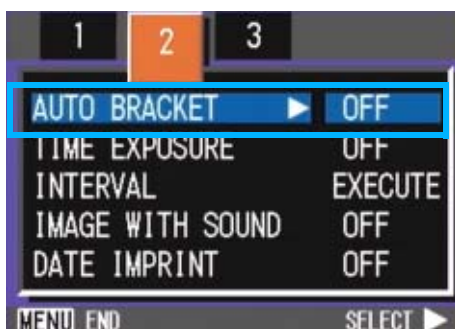 1 2 3
AUTO BRACKET ▶ OFF
TIME EXPOSURE OFF
INTERVAL EXECUTE
IMAGE WITH SOUND OFF
DATE IMPRINT OFF
MENU END SELECT ▶